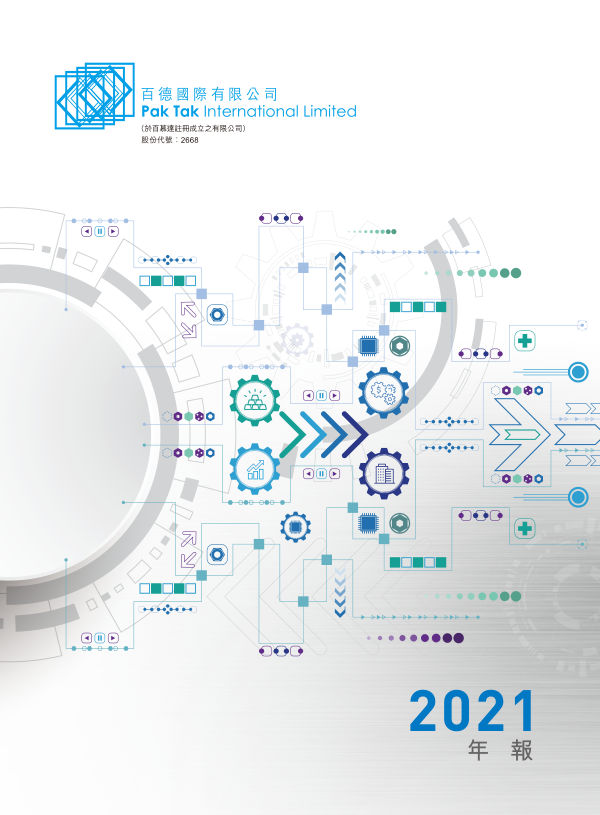 百德國際有限公司
Pak Tak International Limited
(於百慕達註冊成立之有限公司)
股份代號：2668
2021
年 報